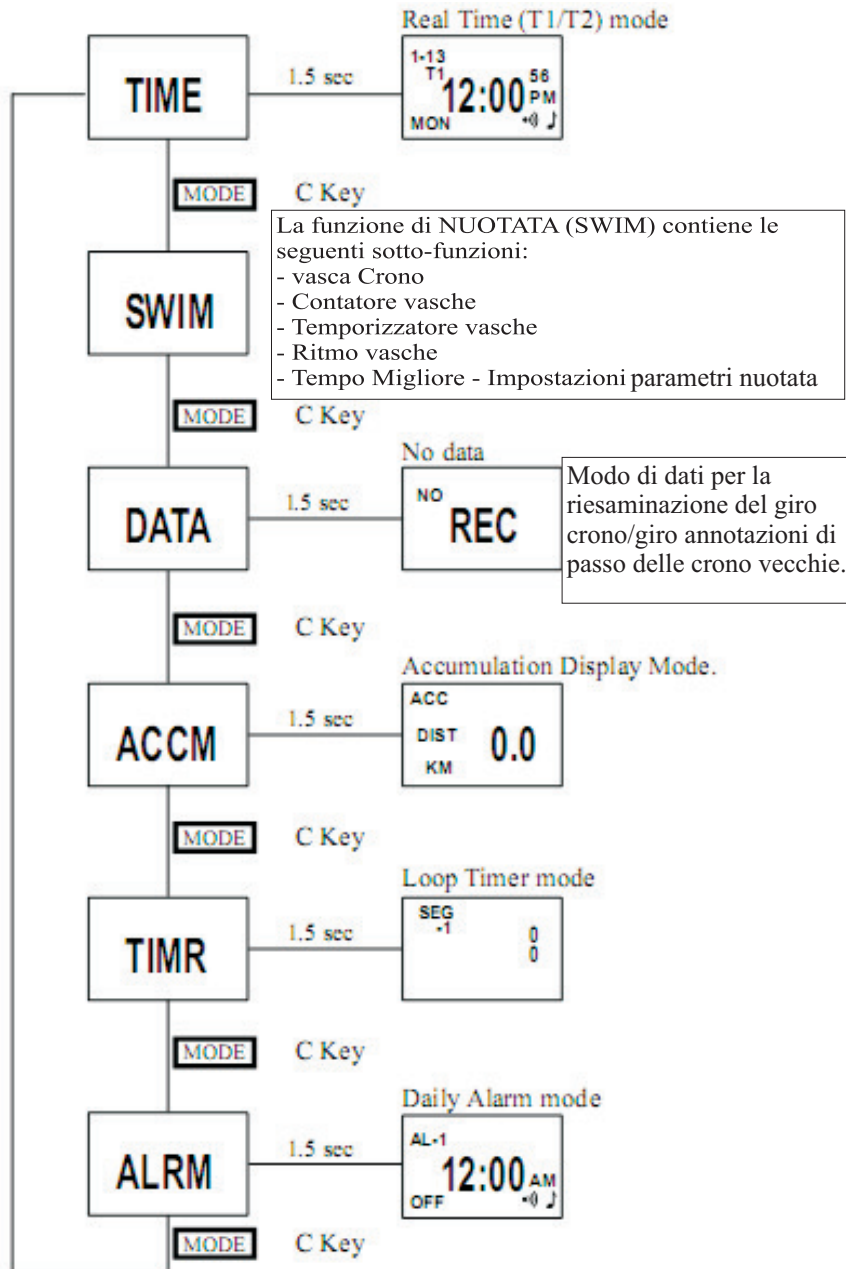 Real Time (T1/T2) mode
TIME
1.5 sec
1-13
T1 12:00 56 PM
MON
MODE C Key
SWIM
La funzione di NUOTATA (SWIM) contiene le
seguenti sotto-funzioni:
- vasca Crono
- Contatore vasche
- Temporizzatore vasche
- Ritmo vasche
- Tempo Migliore - Impostazioni parametri nuotata
MODE C Key
No data
DATA
1.5 sec
NO
REC
Modo di dati per la
riesaminazione del giro
crono/giro annotazioni di
passo delle crono vecchie.
MODE C Key
Accumulation Display Mode.
ACCM
1.5 sec
ACC
DIST 0.0
KM
MODE C Key
Loop Timer mode
TIMR
1.5 sec
SEG
-1 0
0
MODE C Key
Daily Alarm mode
ALRM
1.5 sec
AL-1
12:00 AM
OFF
MODE C Key